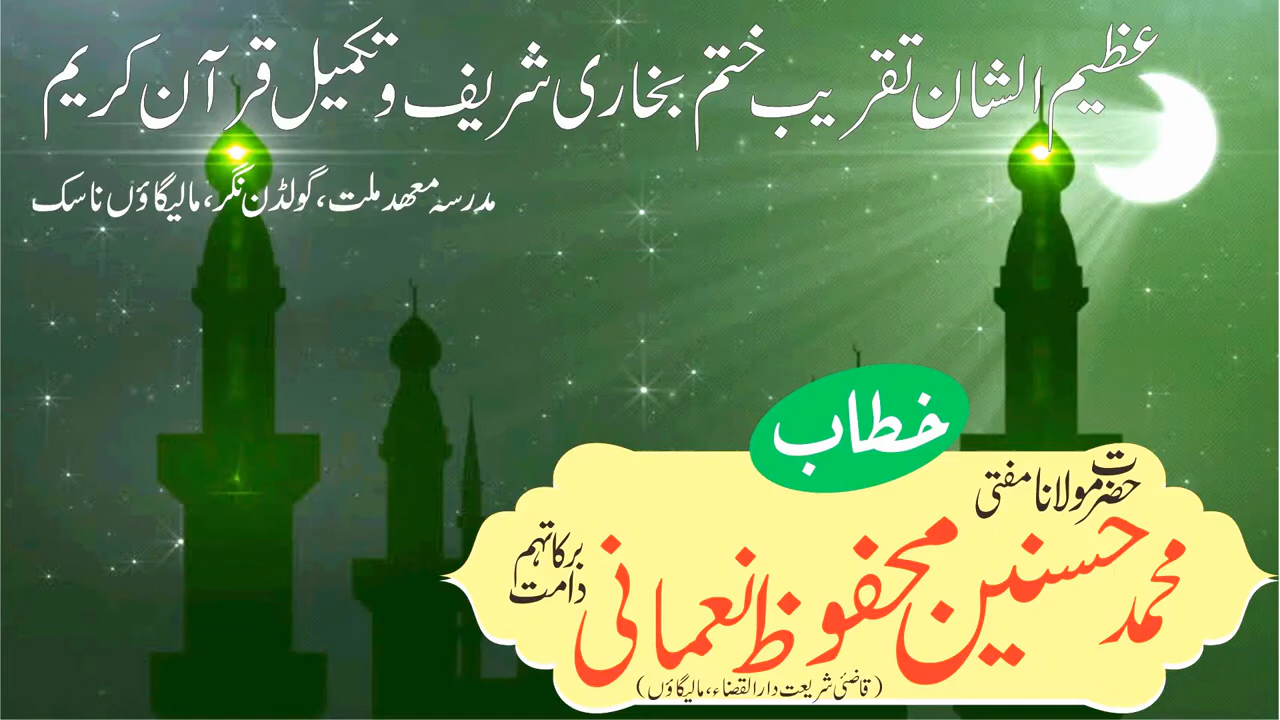 عظیم الشان تقریب ختم بخاری شریف و تکمیل قرآن کریم
مدرسہ معھد ملت، گولڈن نگر، مالیگاؤں ناسک
خطاب
حضرت مولانا مفتی
محمد حسنین محفوظ نعمانی
دامت برکاتہم
(قاضئ شریعت دارالقضاء، مالیگاؤں)